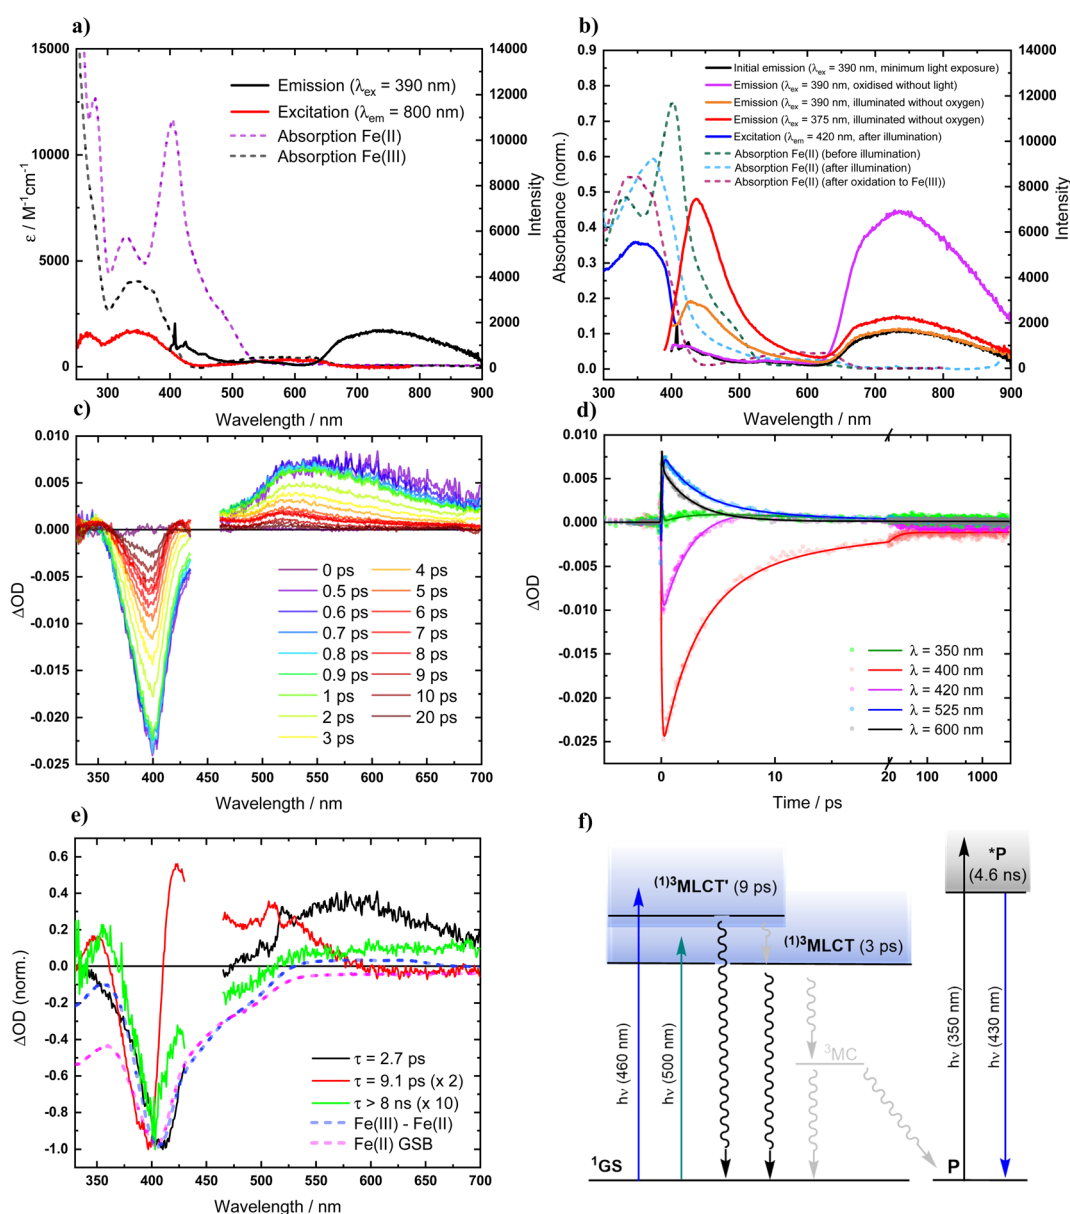 a)
15000
10000
5000
0
ε / M⁻¹cm⁻¹
14000
12000
10000
8000
6000
4000
2000
0
Intensity
Emission (λex = 390 nm)
Excitation (λem = 800 nm)
Absorption Fe(II)
Absorption Fe(III)
300 400 500 600 700 800 900
Wavelength / nm
b)
0.9
0.8
0.7
0.6
0.5
0.4
0.3
0.2
0.1
0.0
Absorbance (norm.)
14000
12000
10000
8000
6000
4000
2000
0
Intensity
Initial emission (λex = 390 nm, minimum light exposure)
Emission (λex = 390 nm, oxidised without light)
Emission (λex = 390 nm, illuminated without oxygen)
Emission (λex = 375 nm, illuminated without oxygen)
Excitation (λem = 420 nm, after illumination)
Absorption Fe(II) (before illumination)
Absorption Fe(II) (after illumination)
Absorption Fe(II) (after oxidation to Fe(III))
300 400 500 600 700 800 900
Wavelength / nm
c)
0.010
0.005
0.000
-0.005
-0.010
-0.015
-0.020
-0.025
ΔOD
0 ps 4 ps
0.5 ps 5 ps
0.6 ps 6 ps
0.7 ps 7 ps
0.8 ps 8 ps
0.9 ps 9 ps
1 ps 10 ps
2 ps 20 ps
3 ps
350 400 450 500 550 600 650 700
Wavelength / nm
d)
0.010
0.005
0.000
-0.005
-0.010
-0.015
-0.020
-0.025
ΔOD
λ = 350 nm
λ = 400 nm
λ = 420 nm
λ = 525 nm
λ = 600 nm
0 10 20 100 1000
Time / ps
e)
0.6
0.4
0.2
0.0
-0.2
-0.4
-0.6
-0.8
-1.0
ΔOD (norm.)
τ = 2.7 ps
τ = 9.1 ps (x 2)
τ > 8 ns (x 10)
Fe(III) - Fe(II)
Fe(II) GSB
350 400 450 500 550 600 650 700
Wavelength / nm
f)
*P
(4.6 ns)
(1)3MLCT' (9 ps)
(1)3MLCT (3 ps)
3MC
hν (460 nm)
hν (500 nm)
hν (350 nm)
hν (430 nm)
1GS
P